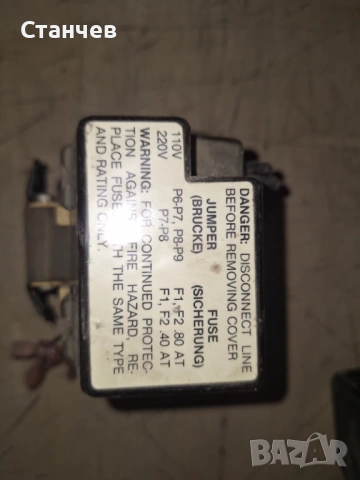 Станчев
DANGER: DISCONNECT LINE
BEFORE REMOVING COVER
JUMPER FUSE
(BRUCKE) (SICHERUNG)
110V P6-P7, P8-P9 F1, F2 .80 AT
220V P7-P8 F1, F2 .40 AT
WARNING: FOR CONTINUED PROTEC-
TION AGAINST FIRE HAZARD, RE-
PLACE FUSE WITH THE SAME TYPE
AND RATING ONLY.
BAZAR